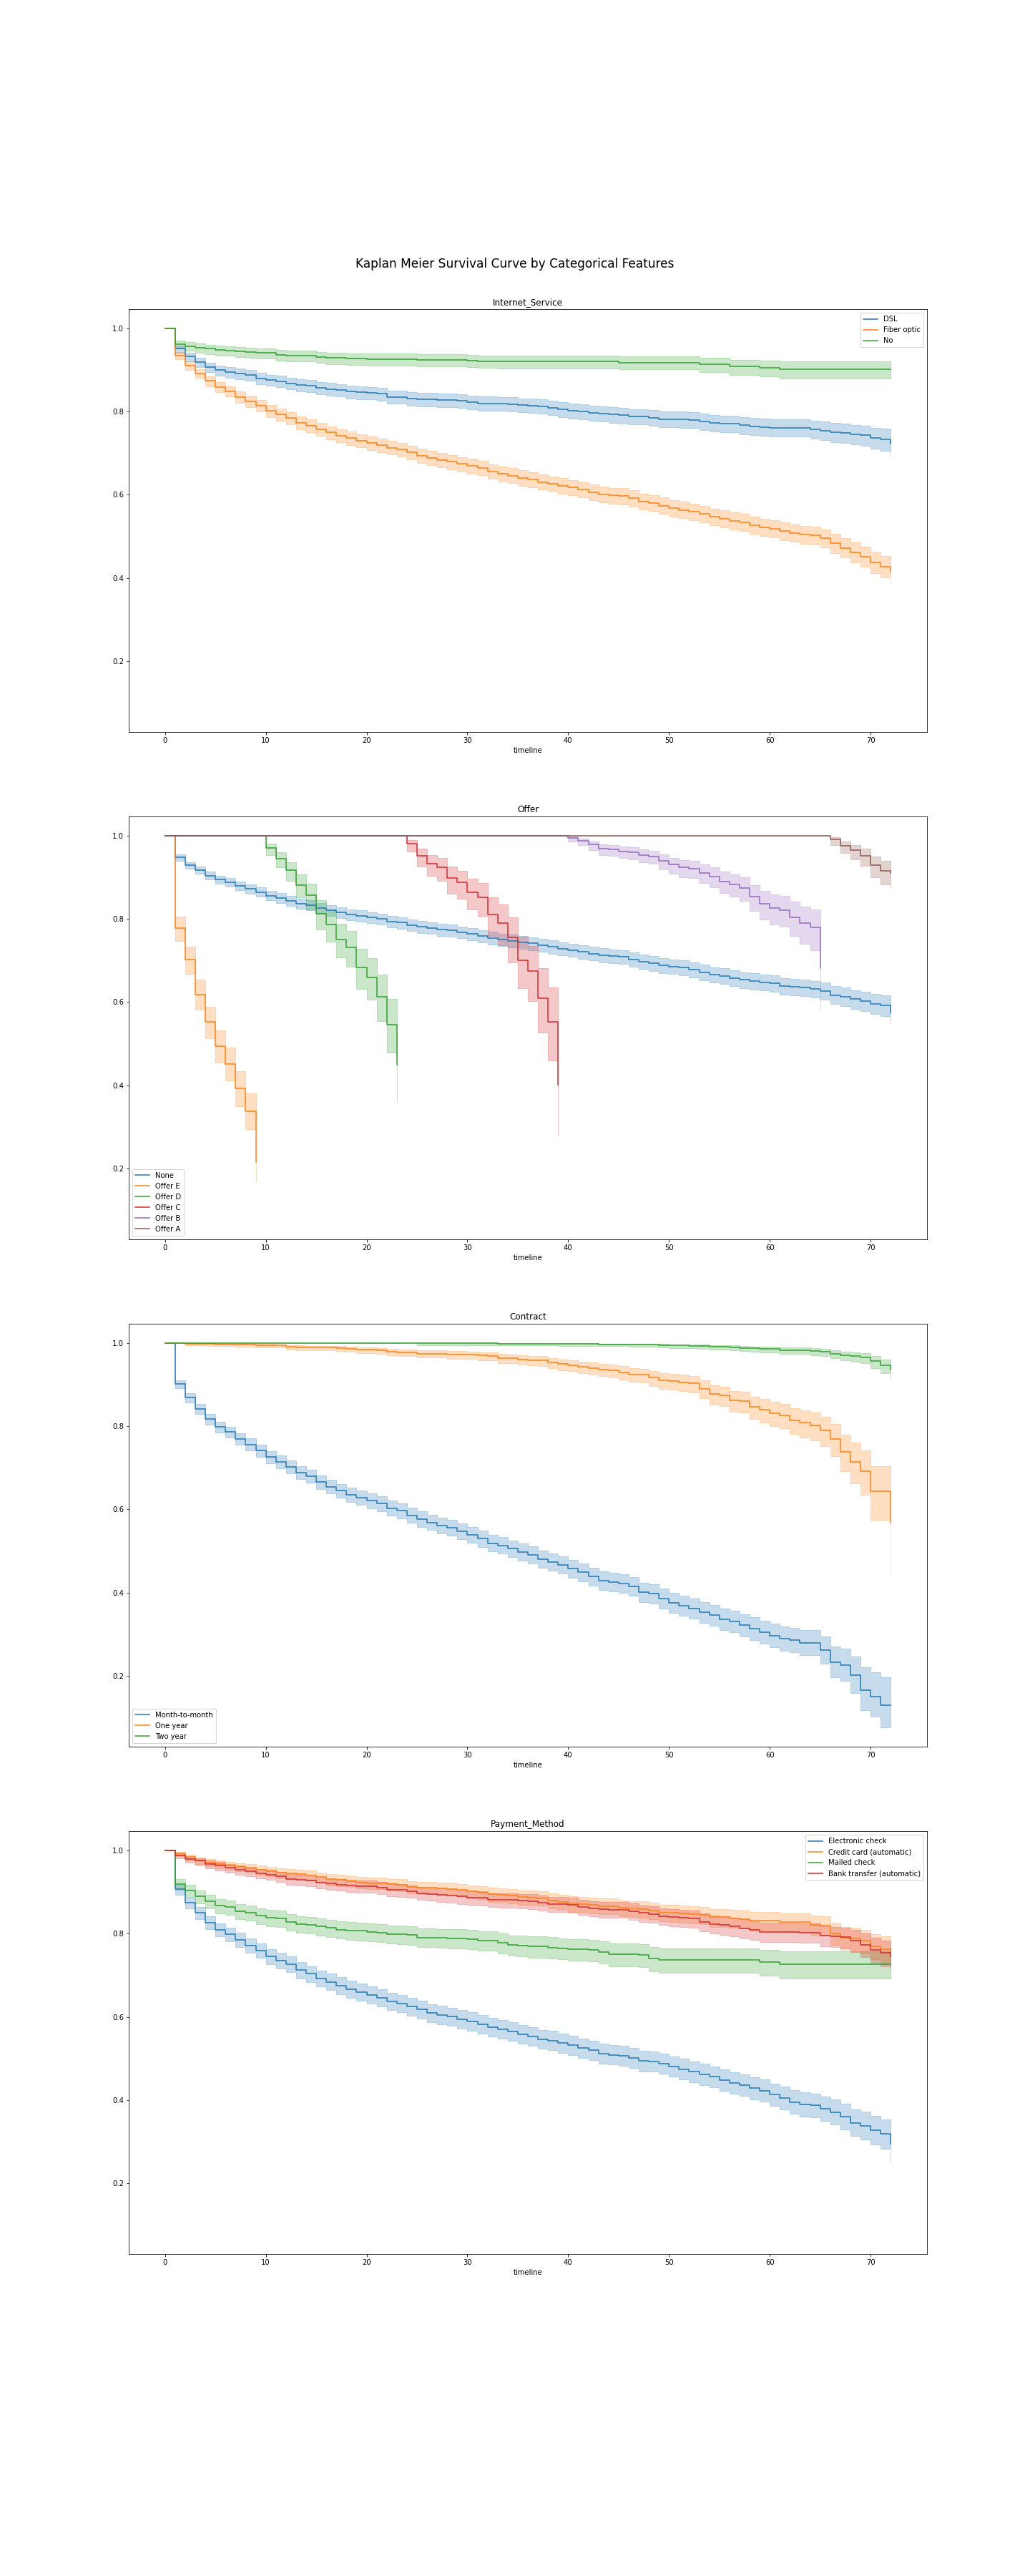 Kaplan Meier Survival Curve by Categorical Features
Internet_Service
DSL
Fiber optic
No
1.0
0.8
0.6
0.4
0.2
0 10 20 30 40 50 60 70
timeline
Offer
1.0
0.8
0.6
0.4
0.2
None
Offer E
Offer D
Offer C
Offer B
Offer A
0 10 20 30 40 50 60 70
timeline
Contract
1.0
0.8
0.6
0.4
0.2
Month-to-month
One year
Two year
0 10 20 30 40 50 60 70
timeline
Payment_Method
Electronic check
Credit card (automatic)
Mailed check
Bank transfer (automatic)
1.0
0.8
0.6
0.4
0.2
0 10 20 30 40 50 60 70
timeline